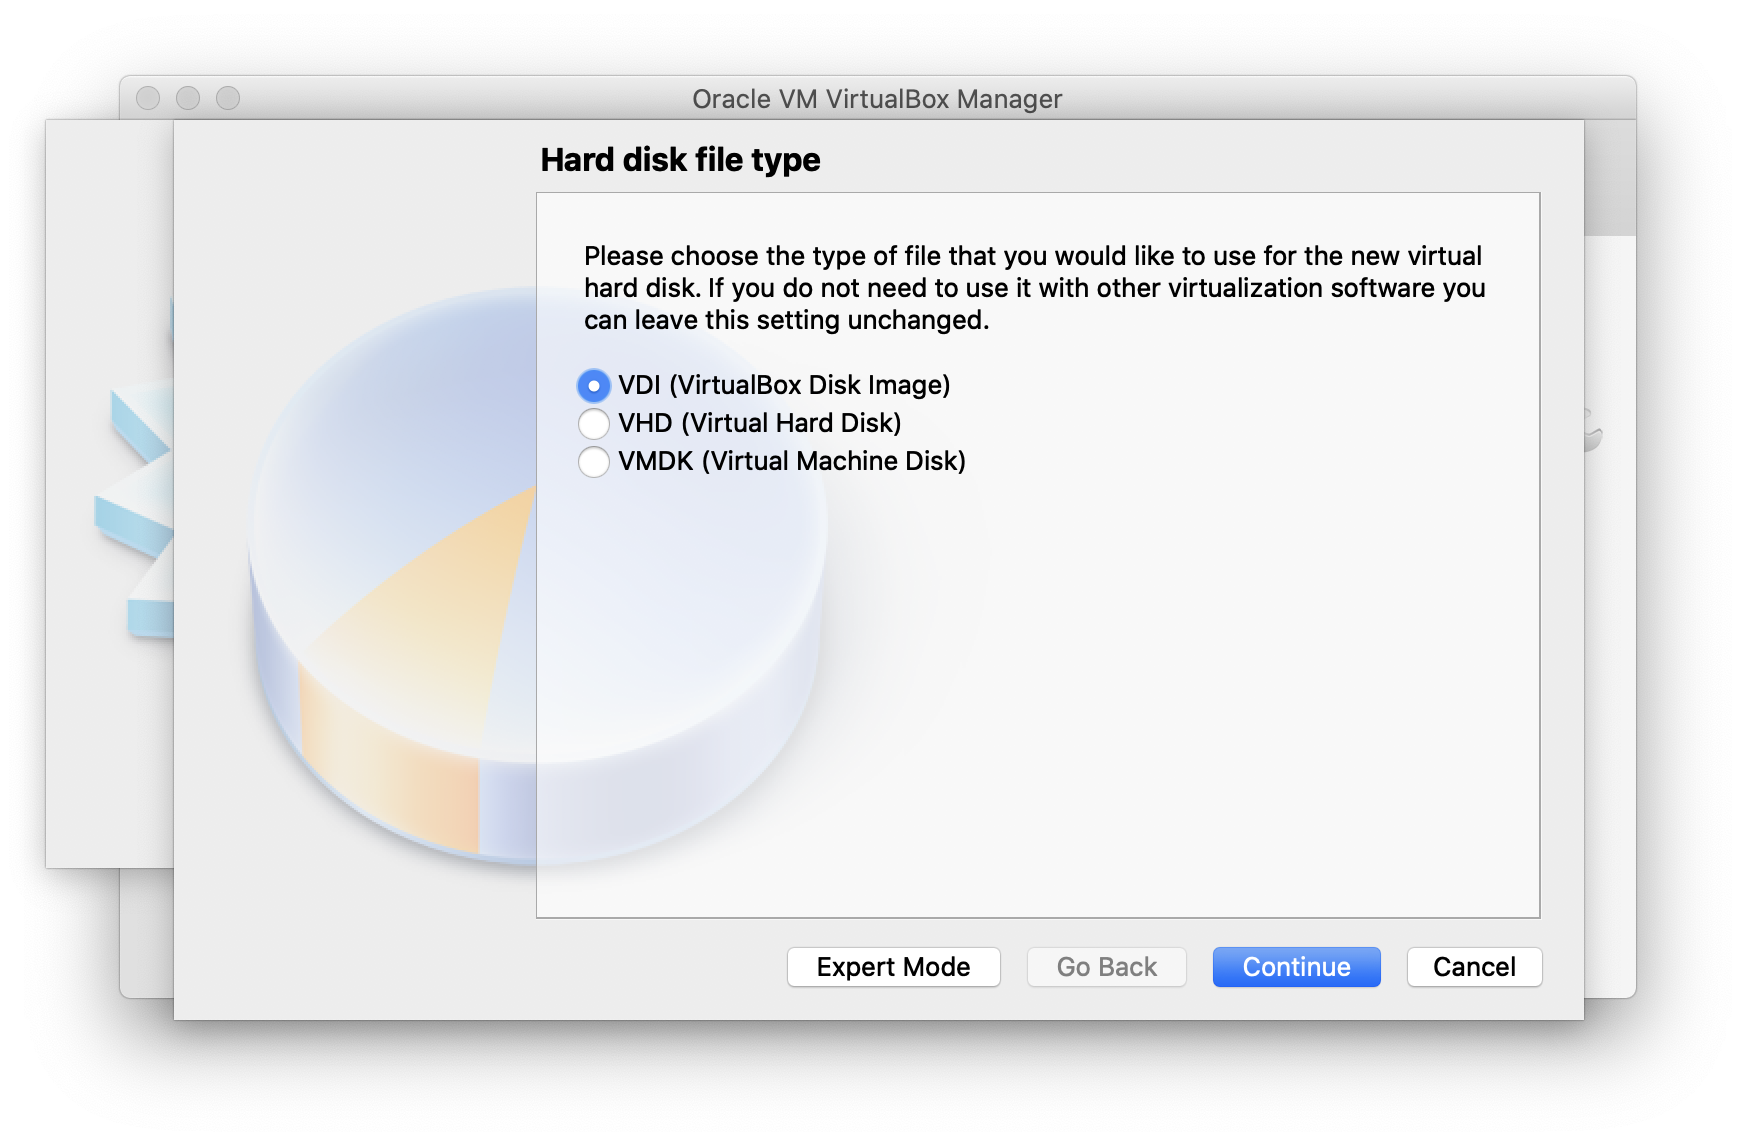 Oracle VM VirtualBox Manager
Hard disk file type
Please choose the type of file that you would like to use for the new virtual
hard disk. If you do not need to use it with other virtualization software you
can leave this setting unchanged.
VDI (VirtualBox Disk Image)
VHD (Virtual Hard Disk)
VMDK (Virtual Machine Disk)
Expert Mode
Go Back
Continue
Cancel